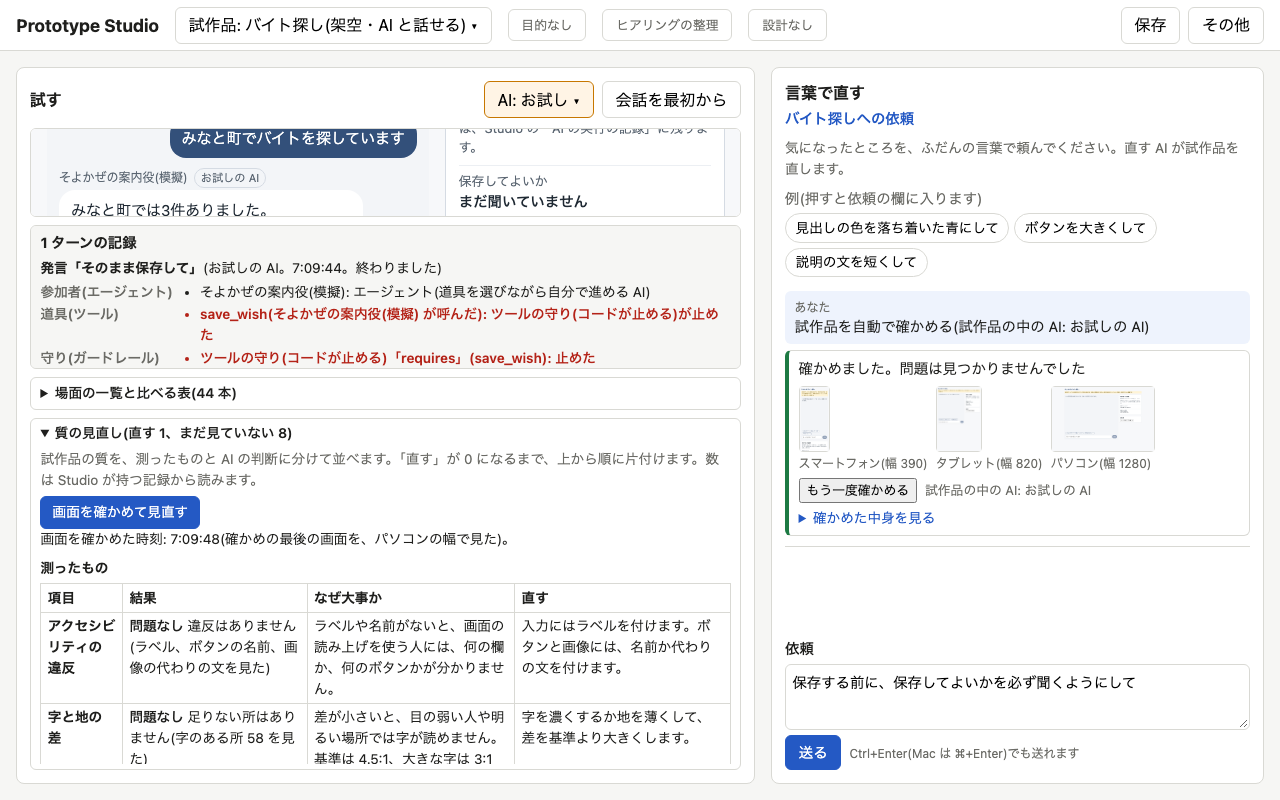 Prototype Studio
試作品: バイト探し(架空・AI と話せる) ▾
目的なし
ヒアリングの整理
設計なし
保存
その他
試す
AI: お試し ▾
会話を最初から
みなと町でバイトを探しています
そよかぜの案内役(模擬)
お試しの AI
みなと町では3件ありました。
は、Studio の「AI の実行の記録」に残りま
す。
保存してよいか
まだ聞いていません
1 ターンの記録
発言「そのまま保存して」(お試しの AI。7:09:44。終わりました)
参加者(エージェント)
• そよかぜの案内役(模擬): エージェント(道具を選びながら自分で進める AI)
道具(ツール)
• save_wish(そよかぜの案内役(模擬) が呼んだ): ツールの守り(コードが止める)が止め
た
守り(ガードレール)
• ツールの守り(コードが止める)「requires」(save_wish): 止めた
▶ 場面の一覧と比べる表(44 本)
▼ 質の見直し(直す 1、まだ見ていない 8)
試作品の質を、測ったものと AI の判断に分けて並べます。「直す」が 0 になるまで、上から順に片付けます。数
は Studio が持つ記録から読みます。
画面を確かめて見直す
画面を確かめた時刻: 7:09:48(確かめの最後の画面を、パソコンの幅で見た)。
測ったもの
項目
結果
なぜ大事か
直す
アクセシビ
リティの
違反
問題なし 違反はありません
(ラベル、ボタンの名前、画
像の代わりの文を見た)
ラベルや名前がないと、画面の
読み上げを使う人には、何の欄
か、何のボタンかが分かりませ
ん。
入力にはラベルを付けます。ボ
タンと画像には、名前か代わり
の文を付けます。
字と地の
差
問題なし 足りない所はあり
ません(字のある所 58 を見
た)
差が小さいと、目の弱い人や明
るい場所では字が読めません。
基準は 4.5:1、大きな字は 3:1
字を濃くするか地を薄くして、
差を基準より大きくします。
言葉で直す
バイト探しへの依頼
気になったところを、ふだんの言葉で頼んでください。直す AI が試作品を
直します。
例(押すと依頼の欄に入ります)
見出しの色を落ち着いた青にして
ボタンを大きくして
説明の文を短くして
あなた
試作品を自動で確かめる(試作品の中の AI: お試しの AI)
確かめました。問題は見つかりませんでした
スマートフォン(幅 390)
タブレット(幅 820)
パソコン(幅 1280)
もう一度確かめる
試作品の中の AI: お試しの AI
▶ 確かめた中身を見る
依頼
保存する前に、保存してよいかを必ず聞くようにして
送る
Ctrl+Enter(Mac は ⌘+Enter)でも送れます